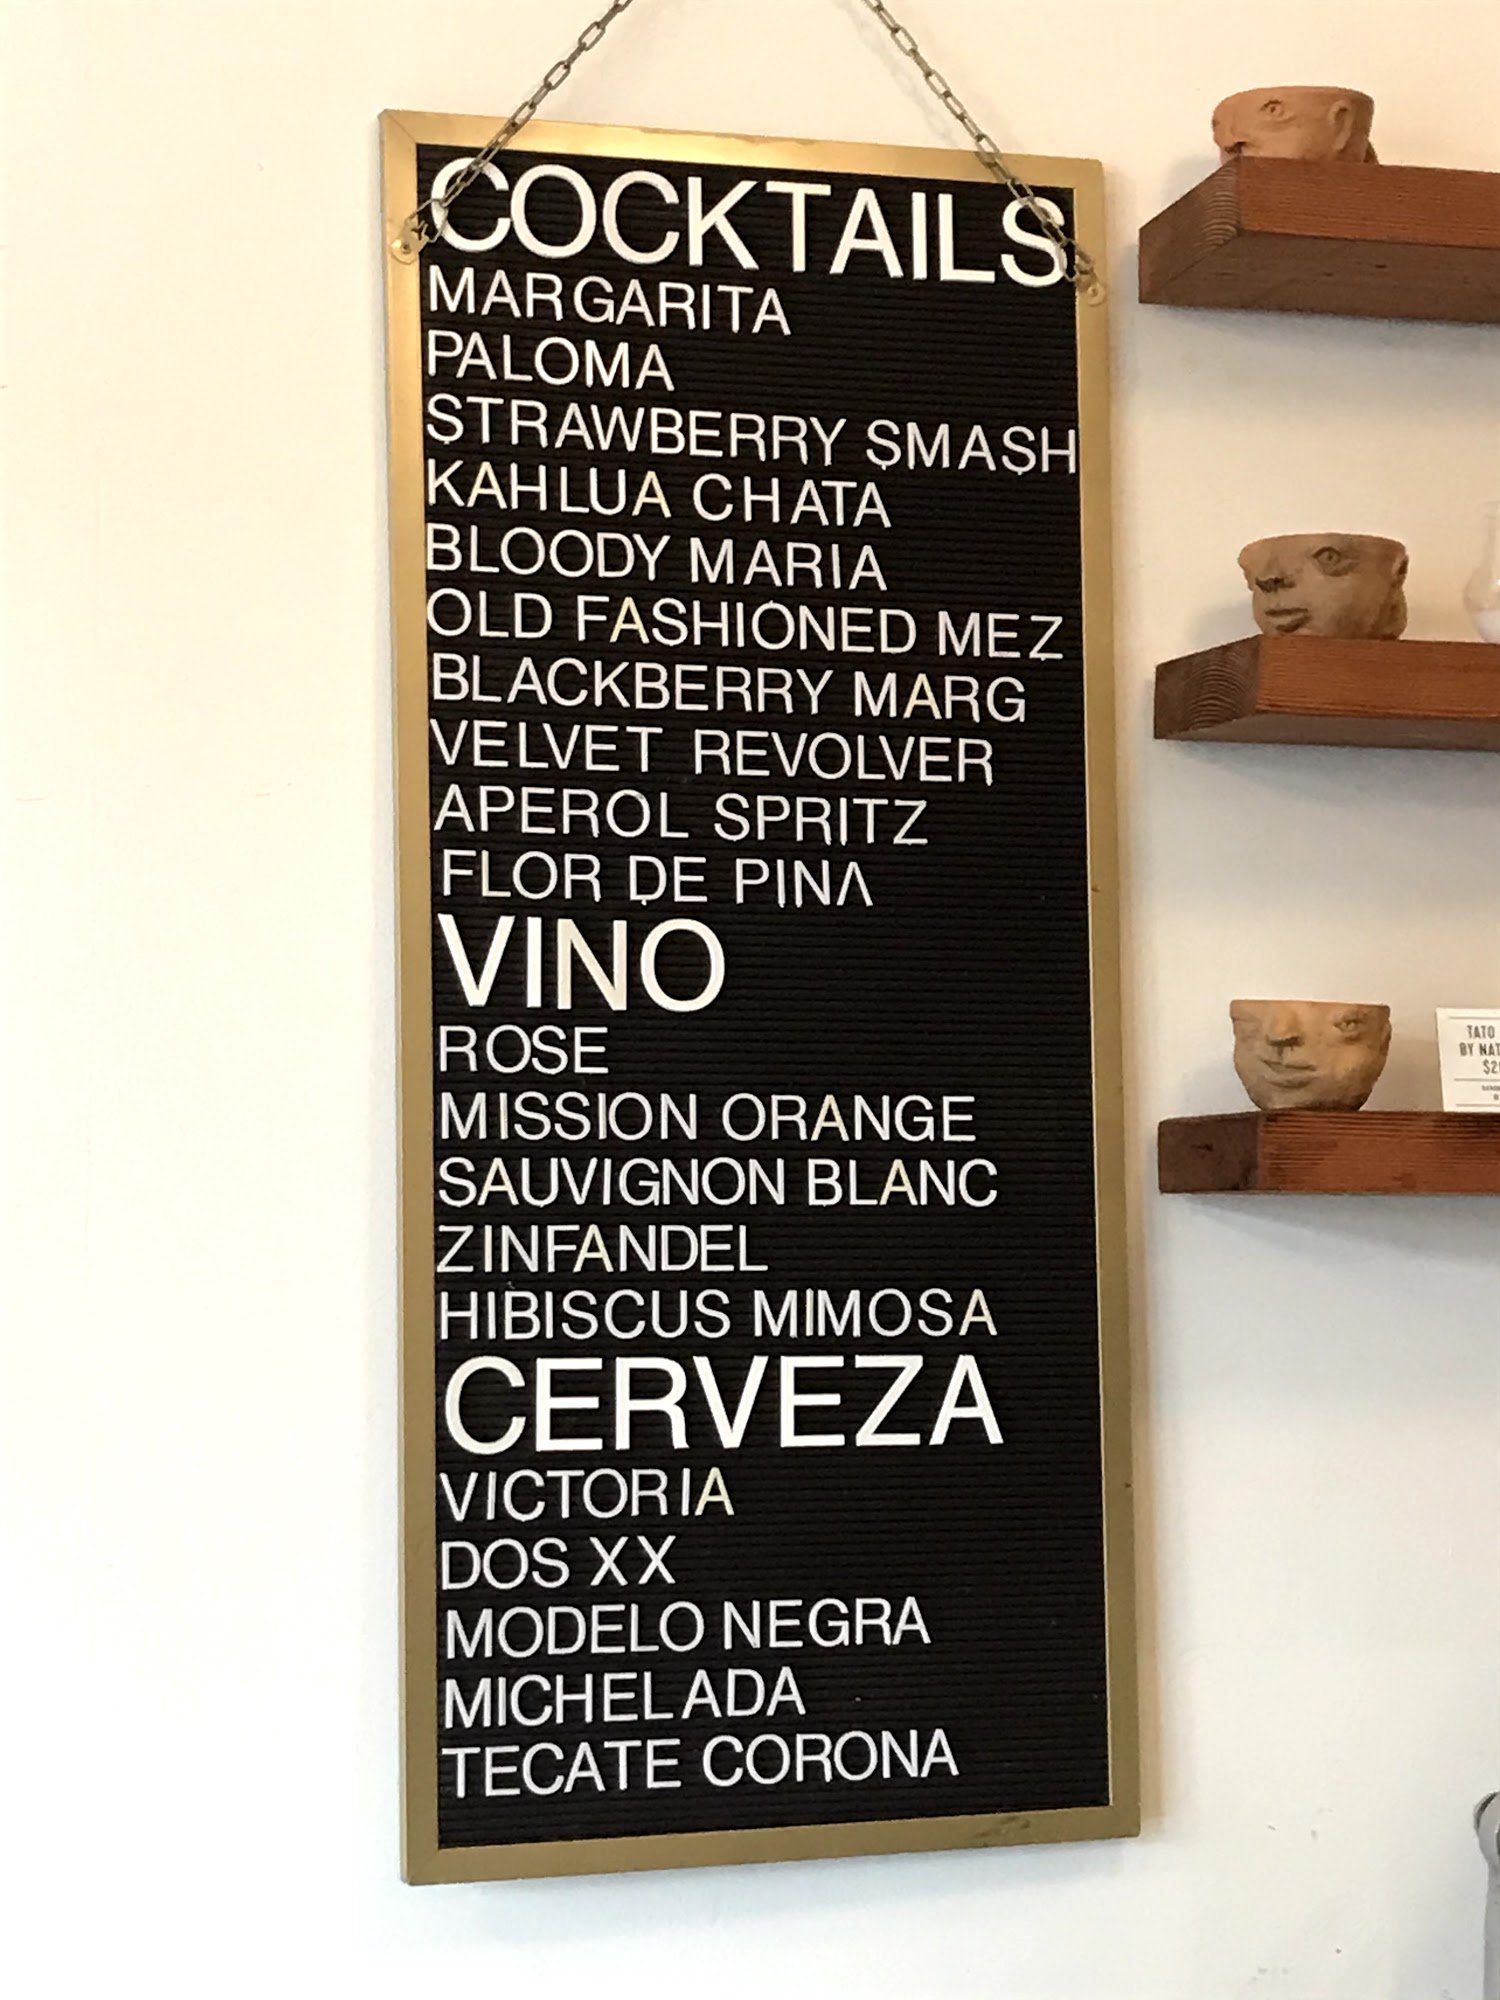 COCKTAILS
MARGARITA
PALOMA
STRAWBERRY SMASH
KAHLUA CHATA
BLOODY MARIA
OLD FASHIONED MEZ
BLACKBERRY MARG
VELVET REVOLVER
APEROL SPRITZ
FLOR DE PINA
VINO
ROSE
MISSION ORANGE
SAUVIGNON BLANC
ZINFANDEL
HIBISCUS MIMOSA
CERVEZA
VICTORIA
DOS XX
MODELO NEGRA
MICHELADA
TECATE CORONA
TATO
BY